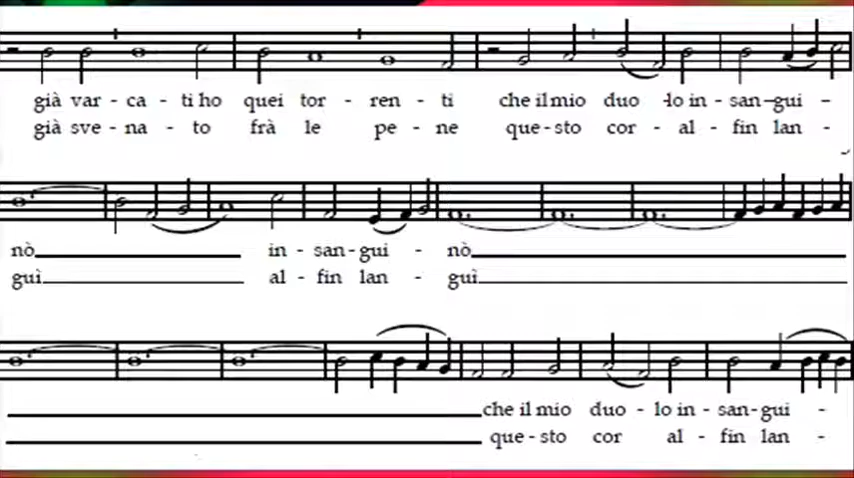 già var - ca - ti ho quei tor - ren - ti che il mio duo - lo in - san - gui -
già sve - na - to frà le pe - ne que - sto cor - al - fin lan -
nò in - san - gui - nò
guì al - fin lan - guì
che il mio duo - lo in - san - gui -
que - sto cor al - fin lan -